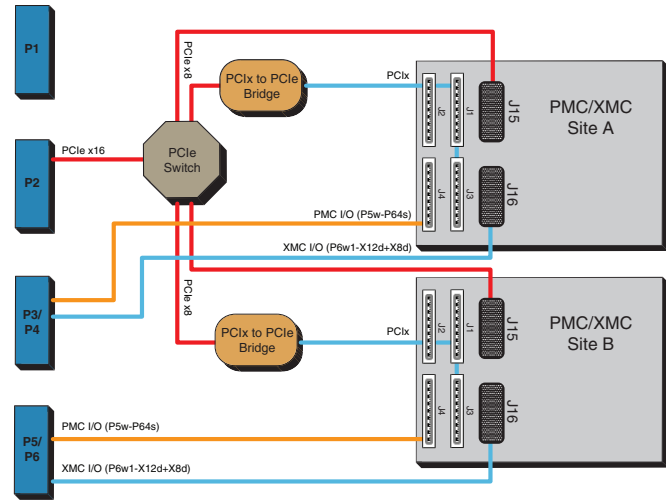 P1
PCIe x8
PCIx to PCIe
Bridge
PCIx
J2
J1
J15
PMC/XMC
Site A
P2
PCIe x16
PCIe
Switch
J4
J3
J16
PMC I/O (P5w-P64s)
XMC I/O (P6w1-X12d+X8d)
P3/
P4
PCIe x8
PCIx to PCIe
Bridge
PCIx
J2
J1
J15
PMC/XMC
Site B
J4
J3
J16
P5/
P6
PMC I/O (P5w-P64s)
XMC I/O (P6w1-X12d+X8d)